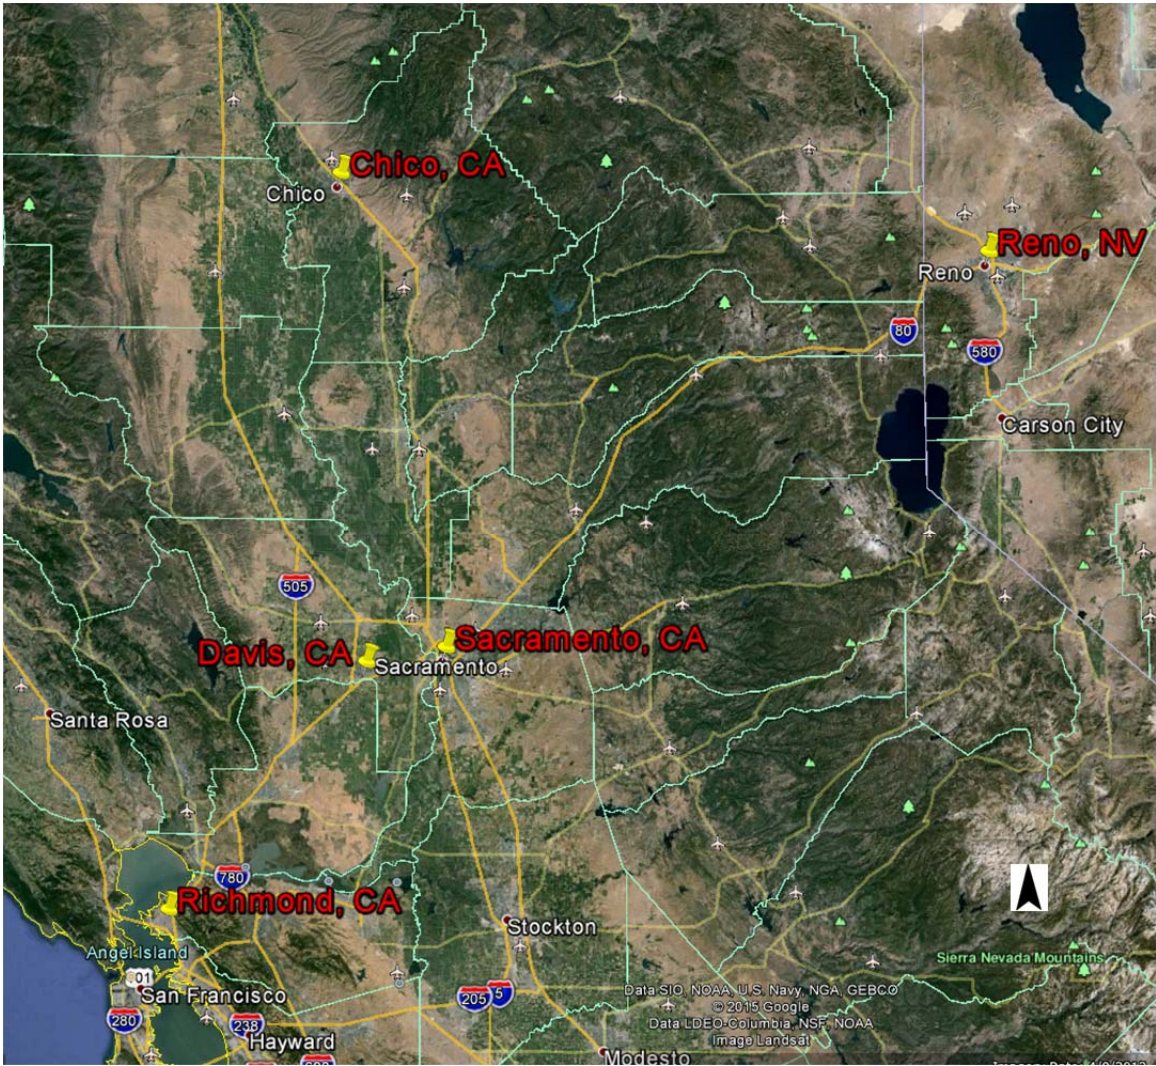 Chico, CA
Chico
Reno, NV
Reno
80
580
Carson City
505
Davis, CA
Sacramento, CA
Sacramento
Santa Rosa
780
Richmond, CA
Stockton
Angel Island
Sierra Nevada Mountains
San Francisco
205
5
280
238
Hayward
Data SIO, NOAA, U.S. Navy, NGA, GEBCO
© 2015 Google
Data LDEO-Columbia, NSF, NOAA
Image Landsat
Modesto